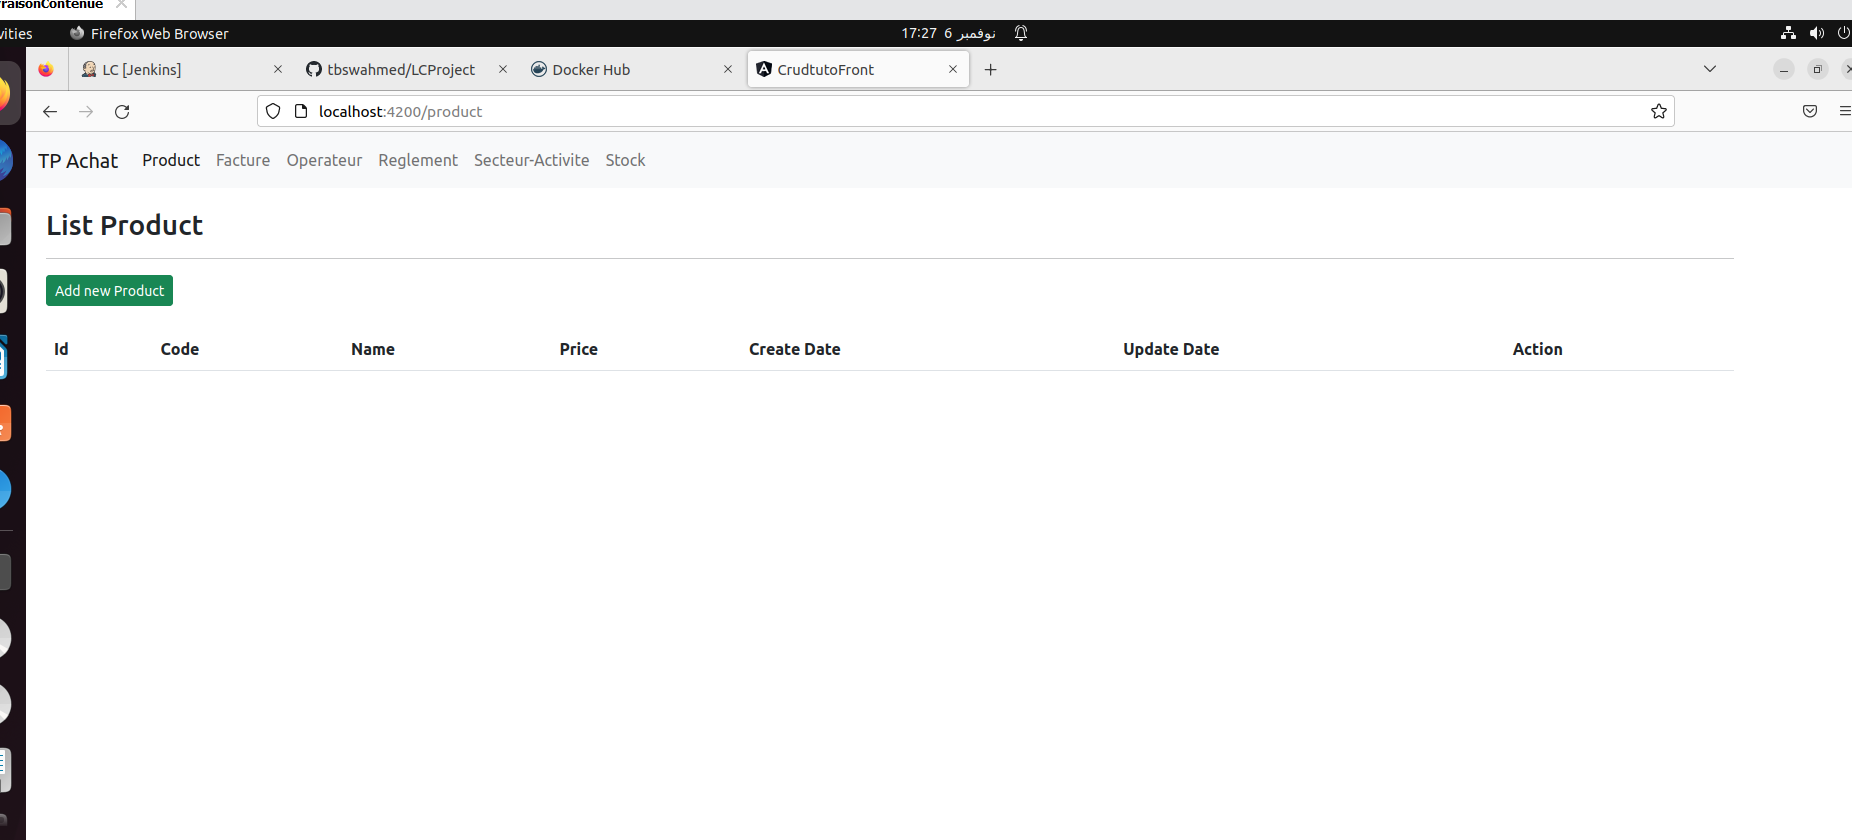 raisonContenue
vities Firefox Web Browser 17:27 6 نوفمبر
LC [Jenkins] tbswahmed/LCProject Docker Hub CrudtutoFront
localhost:4200/product
TP Achat Product Facture Operateur Reglement Secteur-Activite Stock
List Product
Add new Product
Id Code Name Price Create Date Update Date Action